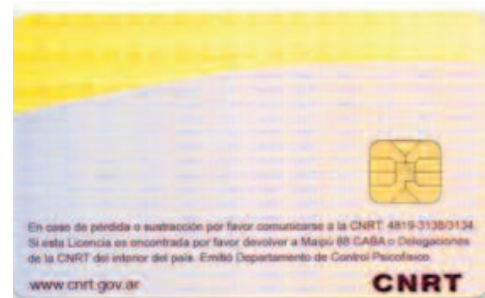 En caso de pérdida o sustracción por favor comunicarse a la CNRT: 4819-3138/3134.
Si esta Licencia es encontrada por favor devolver a Maipú 88 CABA o Delegaciones
de la CNRT del interior del país. Emitió Departamento de Control Psicofísico.
www.cnrt.gov.ar
CNRT